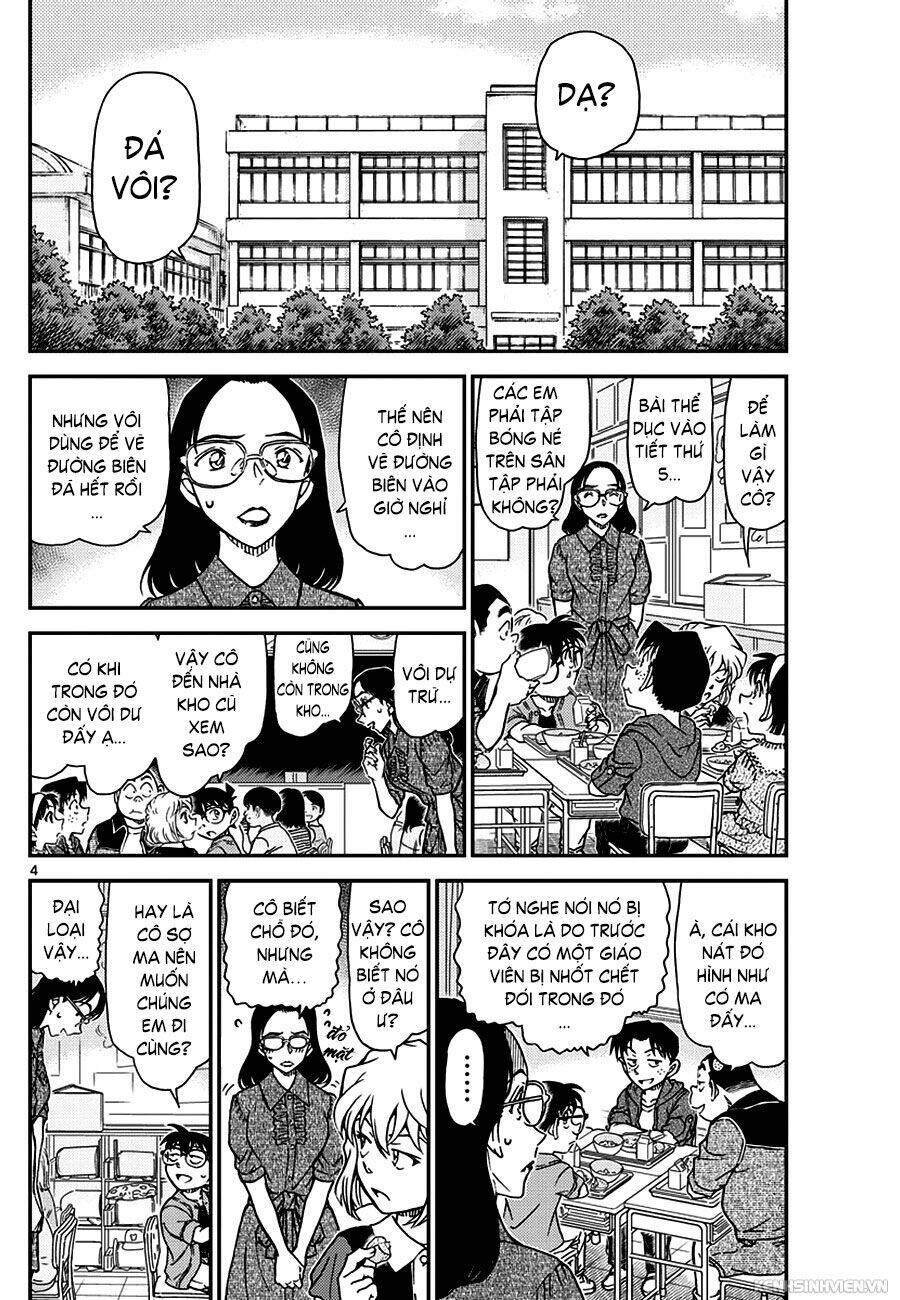 DẠ?
ĐÁ
VÔI?
ĐỂ
LÀM
GÌ
VẬY
CÔ?
BÀI THỂ
DỤC VÀO
TIẾT THỨ
5...
CÁC EM
PHẢI TẬP
BÓNG NÉ
TRÊN SÂN
TẬP PHẢI
KHÔNG?
THẾ NÊN
CÔ ĐỊNH
VẼ ĐƯỜNG
BIÊN VÀO
GIỜ NGHỈ
...
NHƯNG VÔI
DÙNG ĐỂ VẼ
ĐƯỜNG BIÊN
ĐÃ HẾT RỒI
...
VÔI DỰ
TRỮ
CŨNG
KHÔNG
CÒN TRONG
KHO...
VẬY CÔ
ĐẾN NHÀ
KHO CŨ
XEM
SAO?
CÓ KHI
TRONG ĐÓ
CÒN VÔI DƯ
ĐẤY Ạ...
4
À, CÁI KHO
NÁT ĐÓ
HÌNH NHƯ
CÓ MA
ĐẤY...
TỚ NGHE NÓI NÓ BỊ
KHÓA LÀ DO TRƯỚC
ĐÂY CÓ MỘT GIÁO
VIÊN BỊ NHỐT CHẾT
ĐÓI TRONG ĐÓ
...
......
SAO
VẬY? CÔ
KHÔNG
BIẾT NÓ
Ở ĐÂU
Ư?
CÔ BIẾT
CHỖ ĐÓ,
NHƯNG
MÀ...
đỏ
mặt
HAY LÀ
CÔ SỢ
MA NÊN
MUỐN
CHÚNG
EM ĐI
CÙNG?
ĐẠI
LOẠI
VẬY...
KENHSINHVIEN.VN